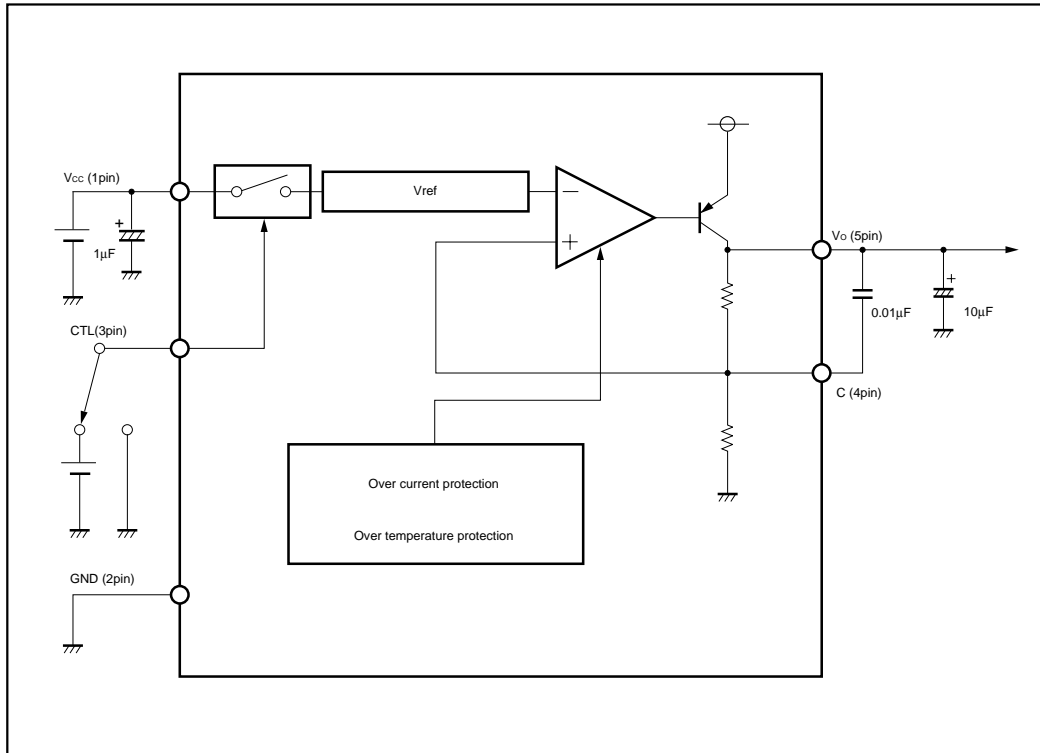 Vcc (1pin)
Vref
+
1μF
−
+
Vo (5pin)
+
0.01μF
10μF
CTL(3pin)
C (4pin)
Over current protection
Over temperature protection
GND (2pin)